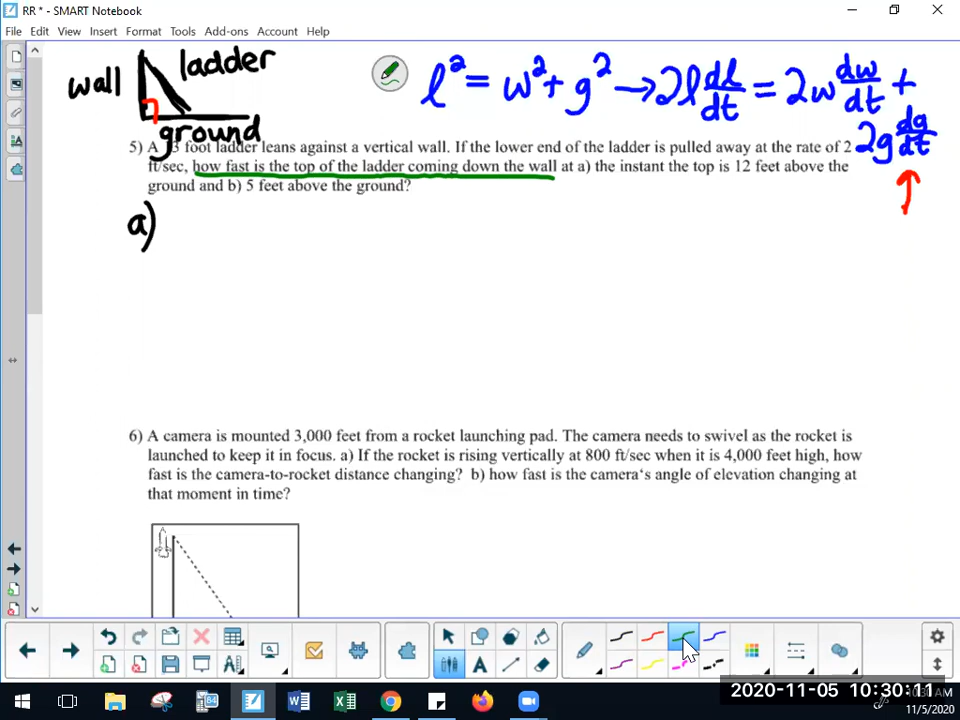 RR * - SMART Notebook
File Edit View Insert Format Tools Add-ons Account Help
wall
ladder
ground
l² = w² + g² → 2l dl/dt = 2w dw/dt +
2g dg/dt
5) A 13 foot ladder leans against a vertical wall. If the lower end of the ladder is pulled away at the rate of 2
ft/sec, how fast is the top of the ladder coming down the wall at a) the instant the top is 12 feet above the
ground and b) 5 feet above the ground?
a)
6) A camera is mounted 3,000 feet from a rocket launching pad. The camera needs to swivel as the rocket is
launched to keep it in focus. a) If the rocket is rising vertically at 800 ft/sec when it is 4,000 feet high, how
fast is the camera-to-rocket distance changing? b) how fast is the camera‘s angle of elevation changing at
that moment in time?
2020-11-05 10:30:11
11/5/2020